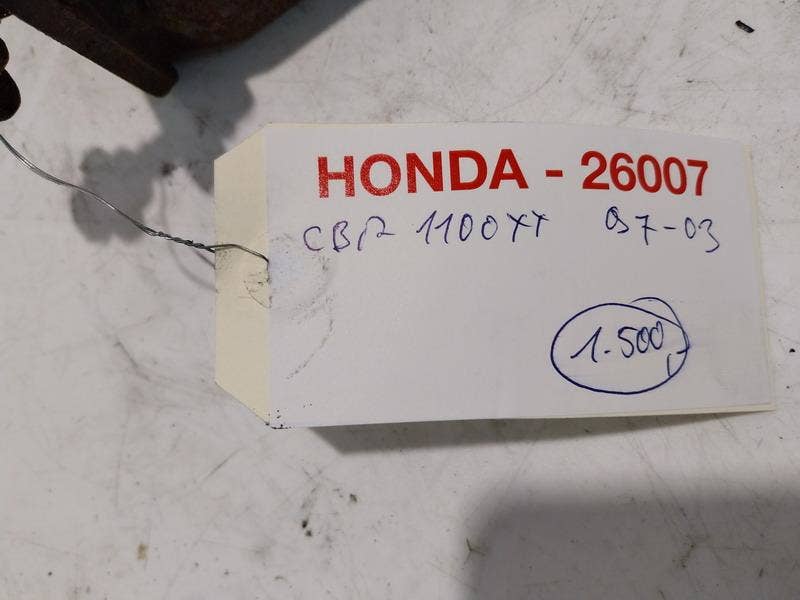 HONDA - 26007
CBR 1100XX 97-03
1.500,-